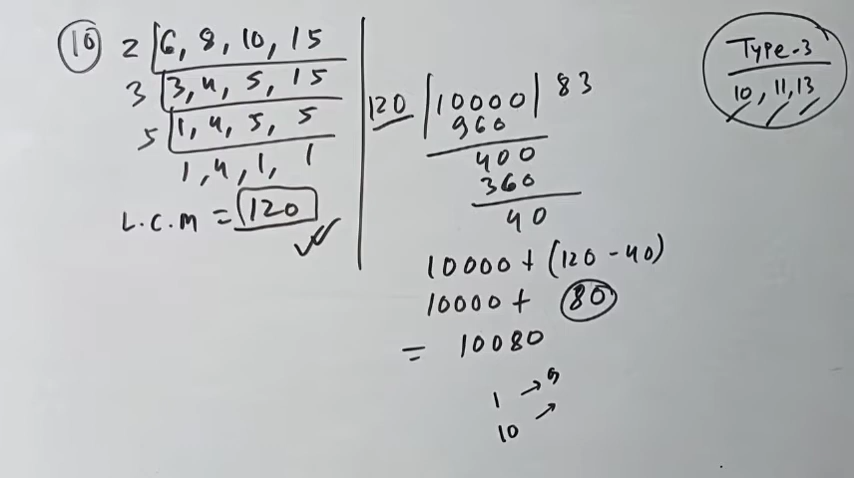 10
2 6, 8, 10, 15
3 3, 4, 5, 15
5 1, 4, 5, 5
1, 4, 1, 1
L.C.M = 120
120 10000 83
960
400
360
40
10000 + (120 - 40)
10000 + 80
= 10080
1 → 9
10 →
Type-3
10, 11, 13